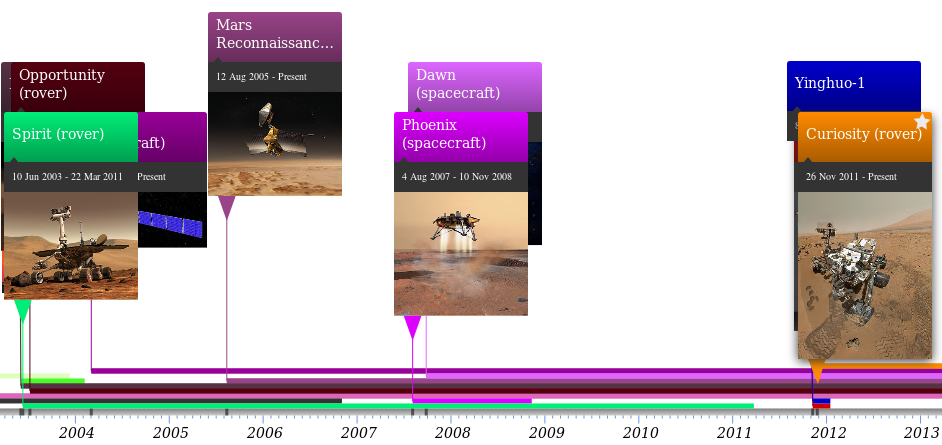 Mars
Reconnaissanc...
12 Aug 2005 - Present
Opportunity
(rover)
Spirit (rover)
10 Jun 2003 - 22 Mar 2011
raft)
Present
Dawn
(spacecraft)
Phoenix
(spacecraft)
4 Aug 2007 - 10 Nov 2008
Yinghuo-1
Curiosity (rover)
26 Nov 2011 - Present
2004 2005 2006 2007 2008 2009 2010 2011 2012 2013